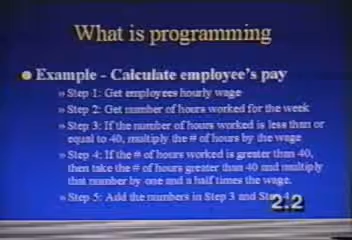 What is programming
Example - Calculate employee's pay
» Step 1: Get employees hourly wage
» Step 2: Get number of hours worked for the week
» Step 3: If the number of hours worked is less than or
equal to 40, multiply the # of hours by the wage
» Step 4: If the # of hours worked is greater than 40,
then take the # of hours greater than 40 and multiply
that number by one and a half times the wage.
» Step 5: Add the numbers in Step 3 and
2.2